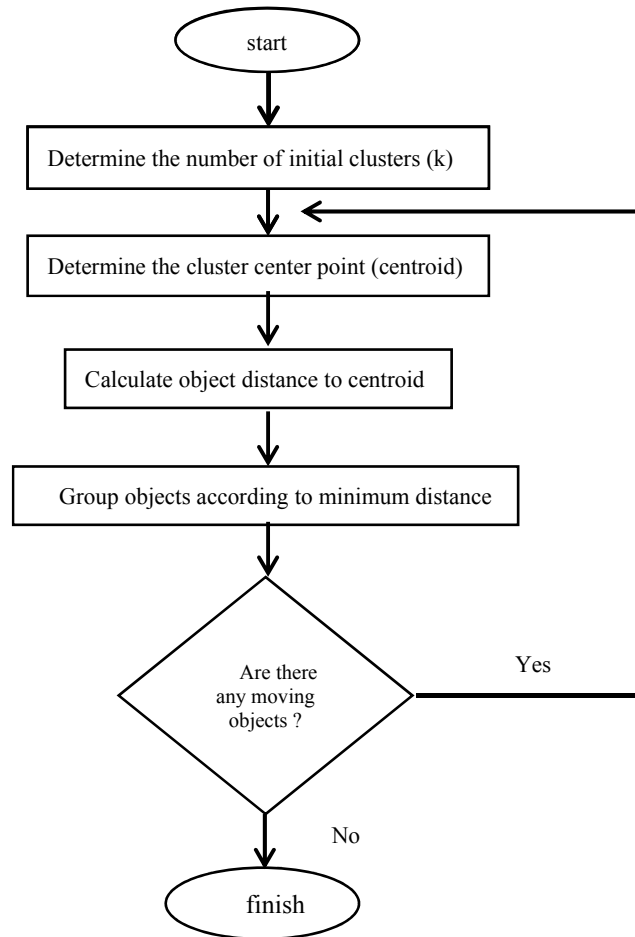 start
Determine the number of initial clusters (k)
Determine the cluster center point (centroid)
Calculate object distance to centroid
Group objects according to minimum distance
Are there
any moving
objects ?
Yes
No
finish